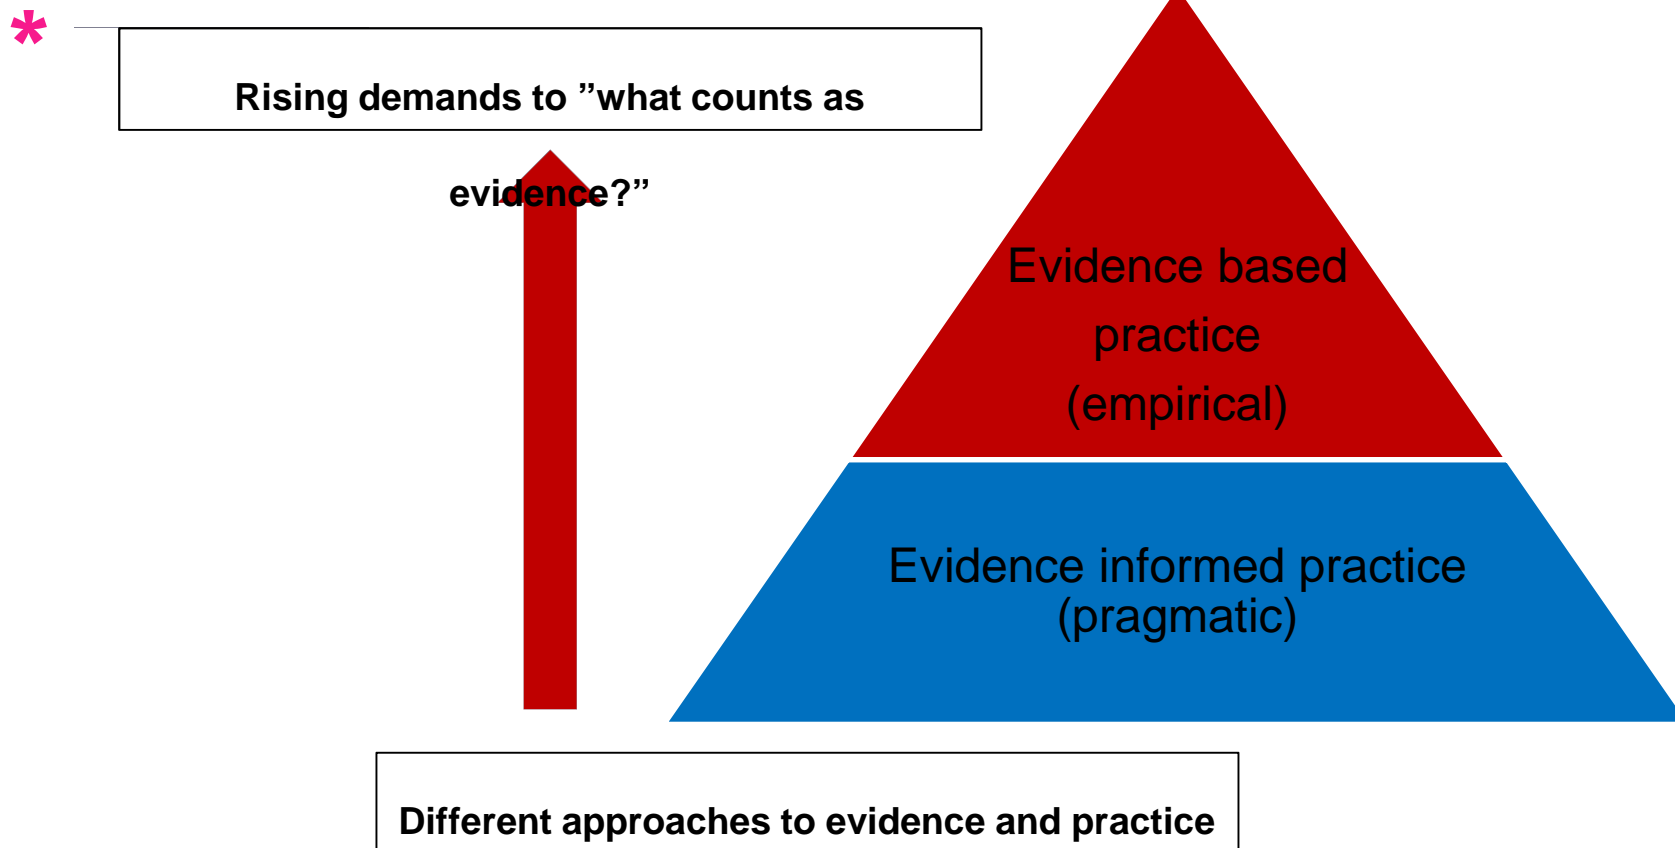 *
Rising demands to ”what counts as
evidence?”
Evidence based
practice
(empirical)
Evidence informed practice
(pragmatic)
Different approaches to evidence and practice